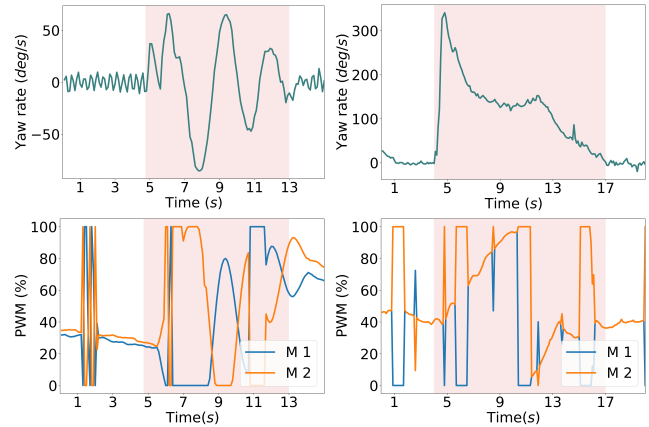 Yaw rate (deg/s)
50
0
−50
1 3 5 7 9 11 13
Time (s)
Yaw rate (deg/s)
300
200
100
0
1 5 9 13 17
Time (s)
PWM (%)
100
80
60
40
20
0
M 1
M 2
1 3 5 7 9 11 13
Time(s)
PWM (%)
100
80
60
40
20
0
M 1
M 2
1 5 9 13 17
Time(s)